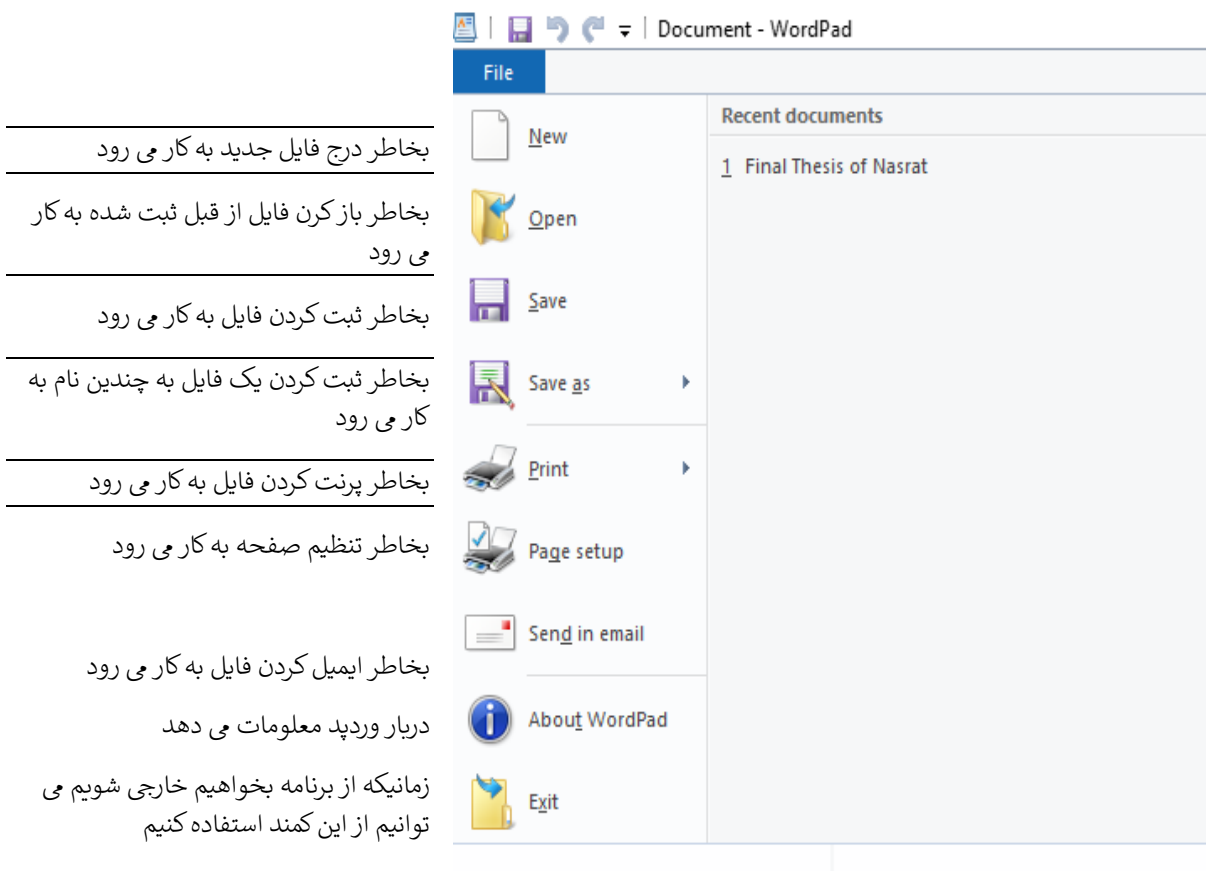 Document - WordPad
File
Recent documents
1 Final Thesis of Nasrat
New
بخاطر درج فایل جدید به کار می رود
Open
بخاطر باز کرن فایل از قبل ثبت شده به کار
می رود
Save
بخاطر ثبت کردن فایل به کار می رود
Save as
بخاطر ثبت کردن یک فایل به چندین نام به
کار می رود
Print
بخاطر پرنت کردن فایل به کار می رود
Page setup
بخاطر تنظیم صفحه به کار می رود
Send in email
بخاطر ایمیل کردن فایل به کار می رود
About WordPad
دربار وردپد معلومات می دهد
Exit
زمانیکه از برنامه بخواهیم خارجی شویم می
توانیم از این کمند استفاده کنیم